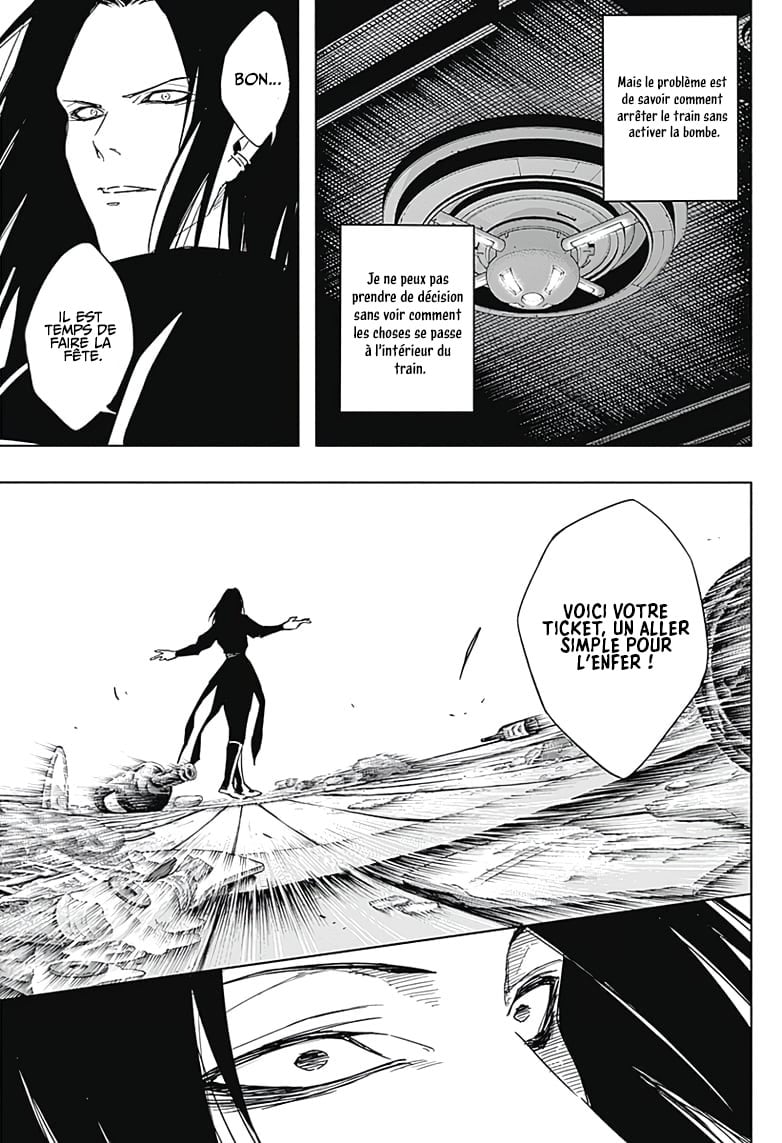 Mais le problème est
de savoir comment
arrêter le train sans
activer la bombe.
Je ne peux pas
prendre de décision
sans voir comment
les choses se passe
à l'intérieur du
train.
BON...
IL EST
TEMPS DE
FAIRE LA
FÊTE.
VOICI VOTRE
TICKET, UN ALLER
SIMPLE POUR
L'ENFER !